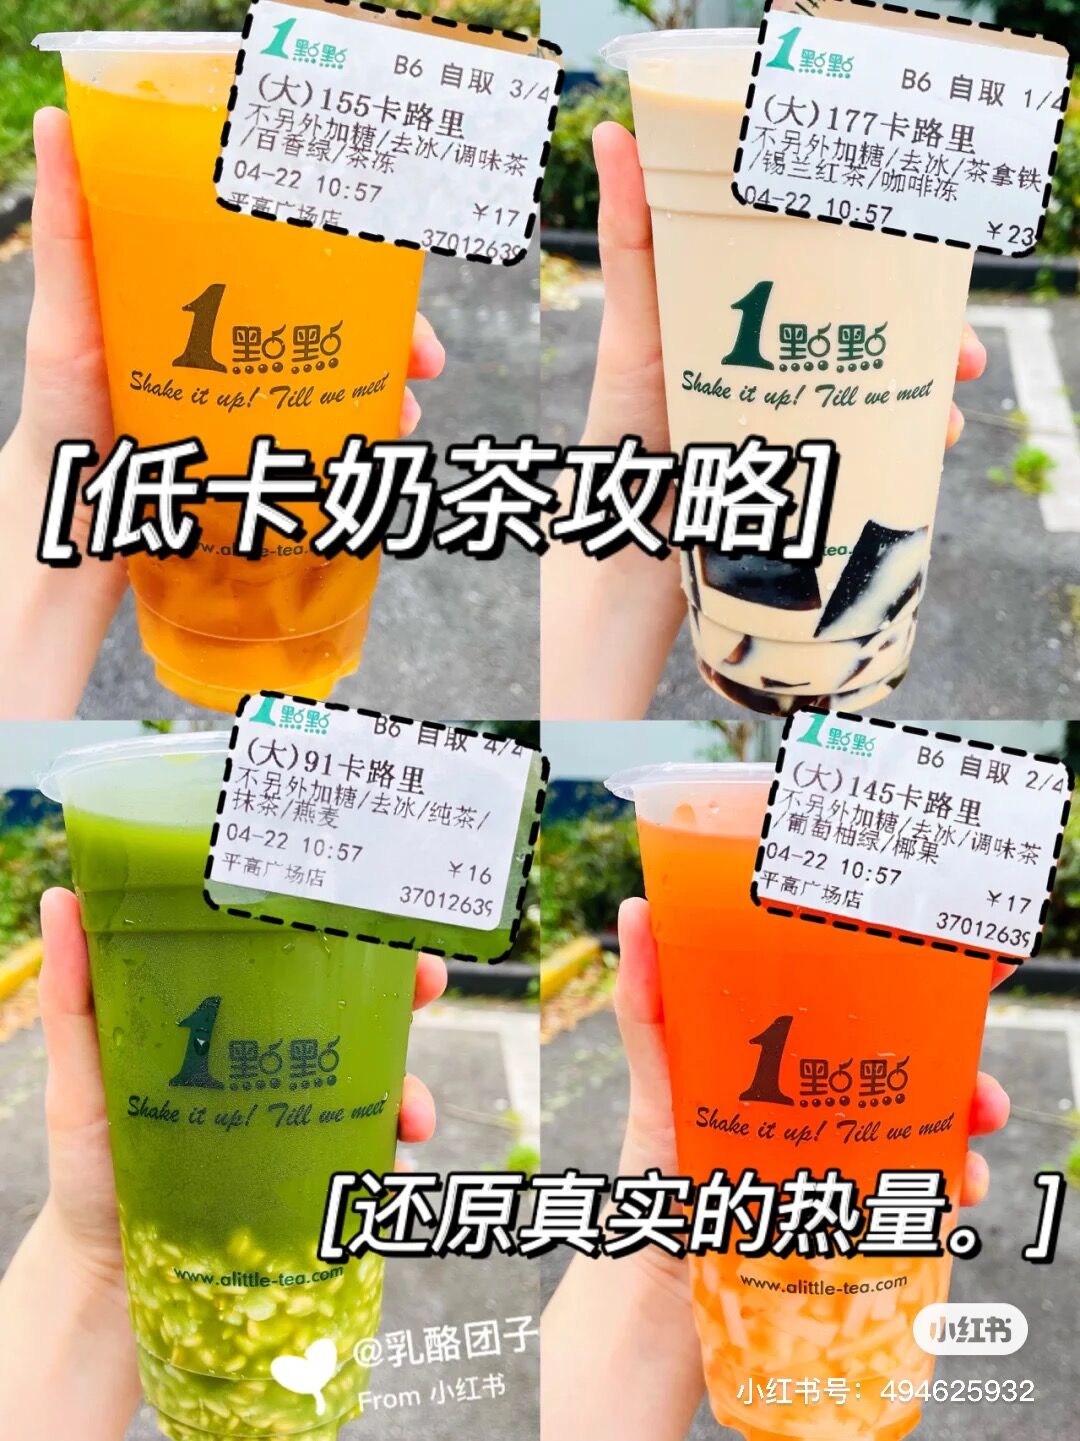 1點點
B6 自取 3/4
(大)155卡路里
不另外加糖/去冰/调味茶
/百香绿/茶冻
04-22 10:57
¥17
平高广场店
37012639
1點點
Shake it up! Till we meet
www.alittle-tea.
1點點
B6 自取 1/4
(大)177卡路里
不另外加糖/去冰/茶拿铁
/锡兰红茶/咖啡冻
04-22 10:57
¥23
1點點
Shake it up! Till we meet
[低卡奶茶攻略]
1點點
B6 自取 4/4
(大)91卡路里
不另外加糖/去冰/纯茶/
抹茶/燕麦
04-22 10:57
¥16
平高广场店
37012639
1點點
Shake it up! Till we meet
www.alittle-tea.com
1點點
B6 自取 2/4
(大)145卡路里
不另外加糖/去冰/调味茶
/葡萄柚绿/椰果
04-22 10:57
¥17
平高广场店
37012639
1點點
Shake it up! Till we meet
[还原真实的热量。]
www.alittle-tea.com
@乳酪团子
From 小红书
小红书
小红书号：494625932